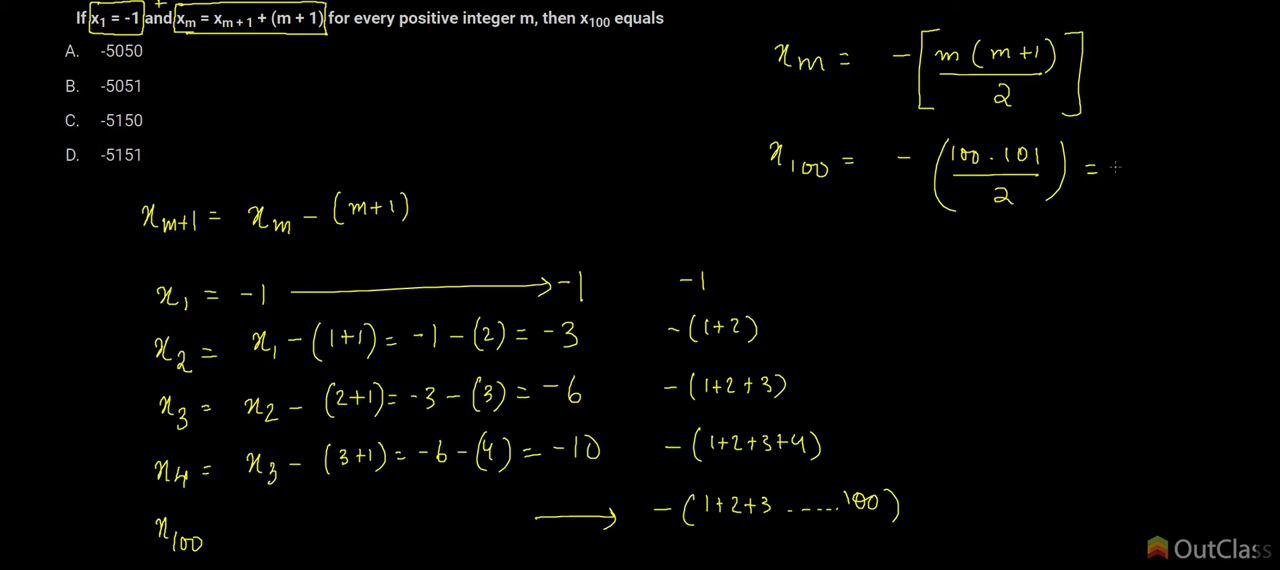 If x₁ = -1 and xₘ = xₘ₊₁ + (m + 1) for every positive integer m, then x₁₀₀ equals
A. -5050
B. -5051
C. -5150
D. -5151
xₘ = - [m (m+1) / 2]
x₁₀₀ = - (100 . 101 / 2) =
xₘ₊₁ = xₘ - (m+1)
x₁ = -1 ⟶ -1 -1
x₂ = x₁ - (1+1) = -1 - (2) = -3 -(1+2)
x₃ = x₂ - (2+1) = -3 - (3) = -6 -(1+2+3)
x₄ = x₃ - (3+1) = -6 - (4) = -10 -(1+2+3+4)
x₁₀₀ ⟶ -(1+2+3 ......100)
OutClass